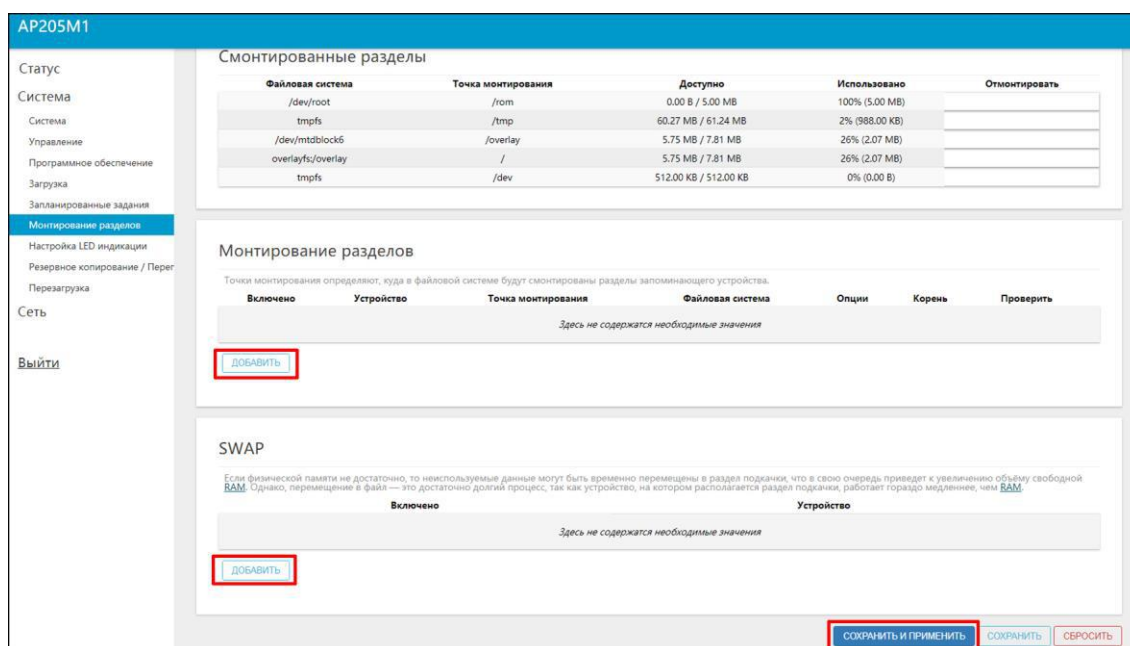 AP205M1
Статус
Система
Система
Управление
Программное обеспечение
Загрузка
Запланированные задания
Монтирование разделов
Настройка LED индикации
Резервное копирование / Перег
Перезагрузка
Сеть
Выйти
Смонтированные разделы
Файловая система Точка монтирования Доступно Использовано Отмонтировать
/dev/root /rom 0.00 B / 5.00 MB 100% (5.00 MB)
tmpfs /tmp 60.27 MB / 61.24 MB 2% (988.00 KB)
/dev/mtdblock6 /overlay 5.75 MB / 7.81 MB 26% (2.07 MB)
overlayfs:/overlay / 5.75 MB / 7.81 MB 26% (2.07 MB)
tmpfs /dev 512.00 KB / 512.00 KB 0% (0.00 B)
Монтирование разделов
Точки монтирования определяют, куда в файловой системе будут смонтированы разделы запоминающего устройства.
Включено Устройство Точка монтирования Файловая система Опции Корень Проверить
Здесь не содержатся необходимые значения
ДОБАВИТЬ
SWAP
Если физической памяти не достаточно, то неиспользуемые данные могут быть временно перемещены в раздел подкачки, что в свою очередь приведет к увеличению объёму свободной
RAM. Однако, перемещение в файл — это достаточно долгий процесс, так как устройство, на котором располагается раздел подкачки, работает гораздо медленнее, чем RAM.
Включено Устройство
Здесь не содержатся необходимые значения
ДОБАВИТЬ
СОХРАНИТЬ И ПРИМЕНИТЬ СОХРАНИТЬ СБРОСИТЬ